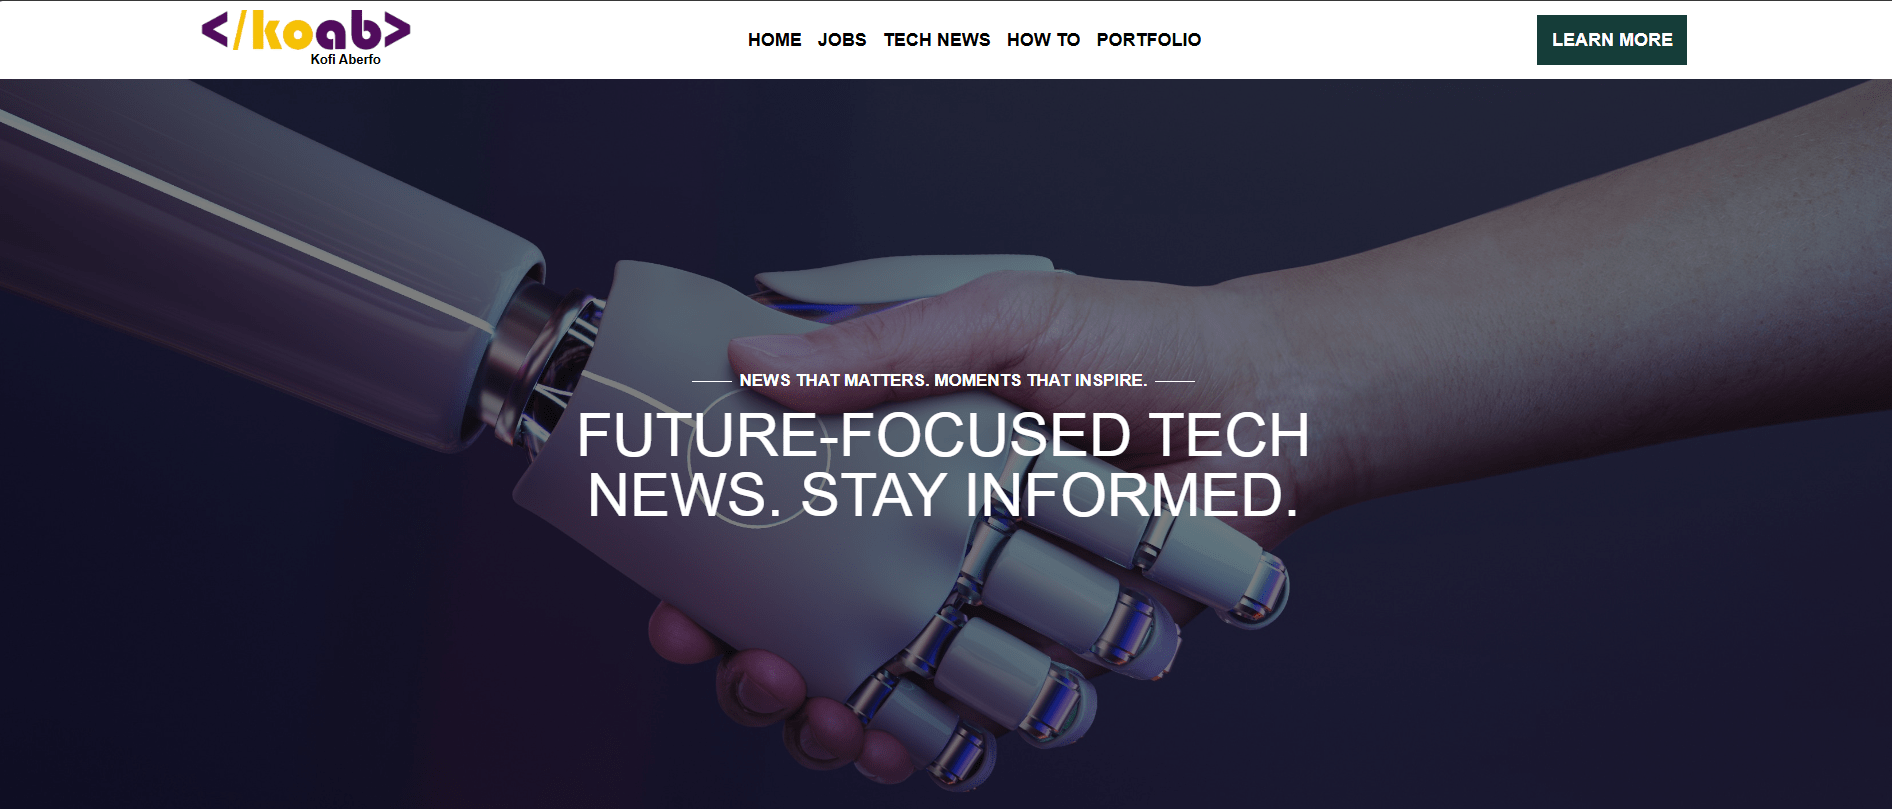 </koab>
Kofi Aberfo
HOME JOBS TECH NEWS HOW TO PORTFOLIO
LEARN MORE
NEWS THAT MATTERS. MOMENTS THAT INSPIRE.
FUTURE-FOCUSED TECH
NEWS. STAY INFORMED.